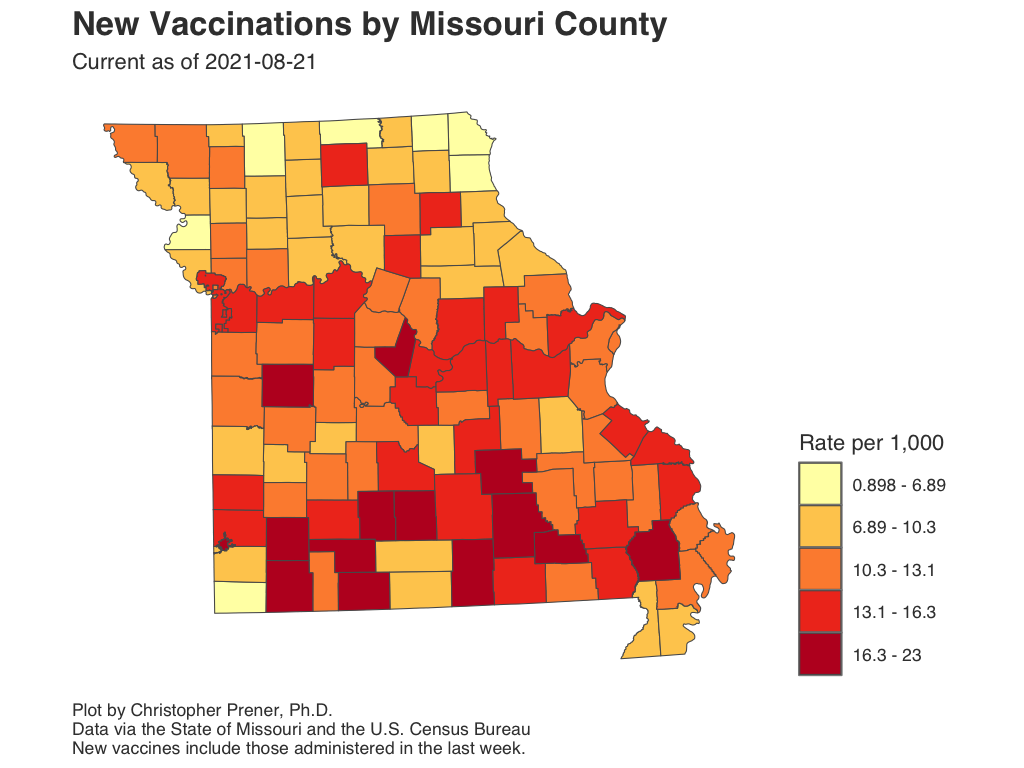 New Vaccinations by Missouri County
Current as of 2021-08-21
Rate per 1,000
0.898 - 6.89
6.89 - 10.3
10.3 - 13.1
13.1 - 16.3
16.3 - 23
Plot by Christopher Prener, Ph.D.
Data via the State of Missouri and the U.S. Census Bureau
New vaccines include those administered in the last week.